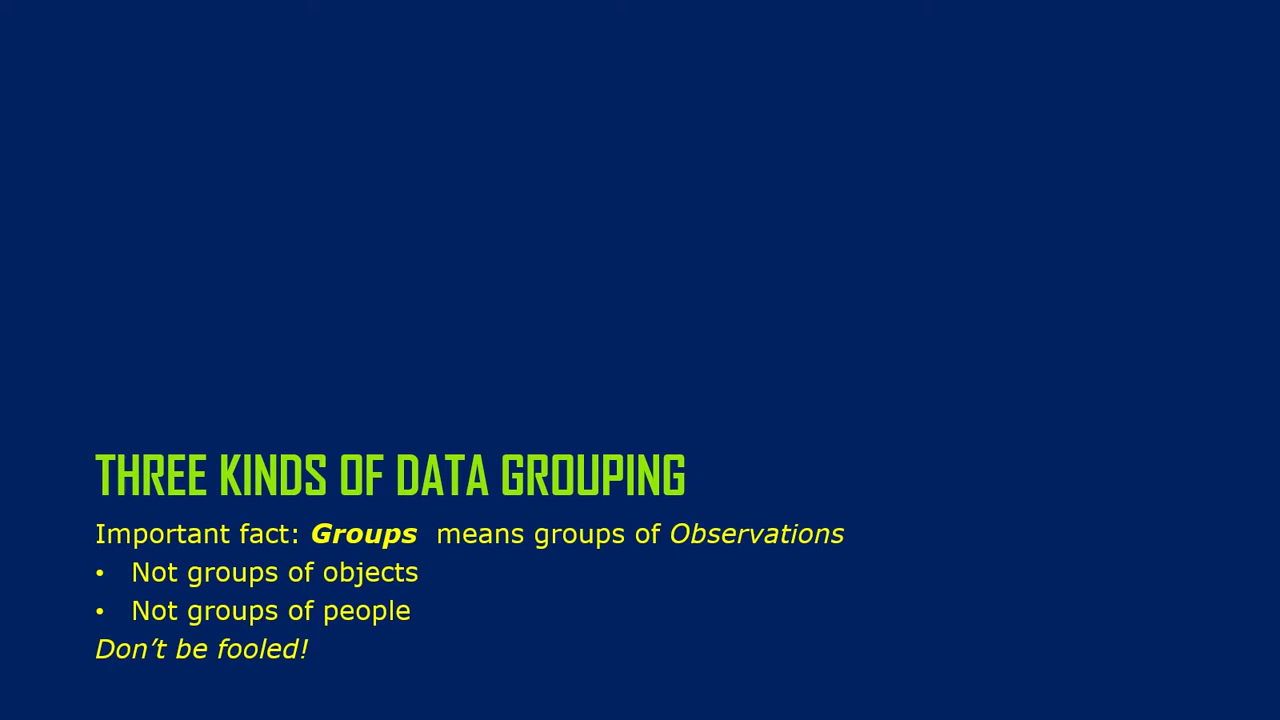 THREE KINDS OF DATA GROUPING
Important fact: Groups means groups of Observations
• Not groups of objects
• Not groups of people
Don’t be fooled!